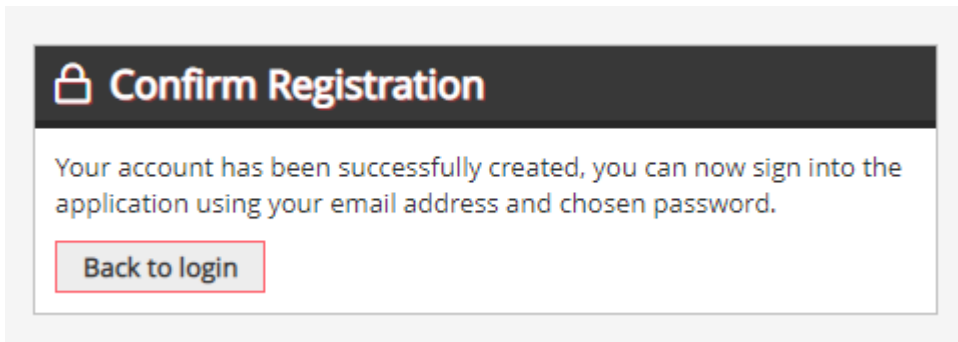 Confirm Registration
Your account has been successfully created, you can now sign into the
application using your email address and chosen password.
Back to login